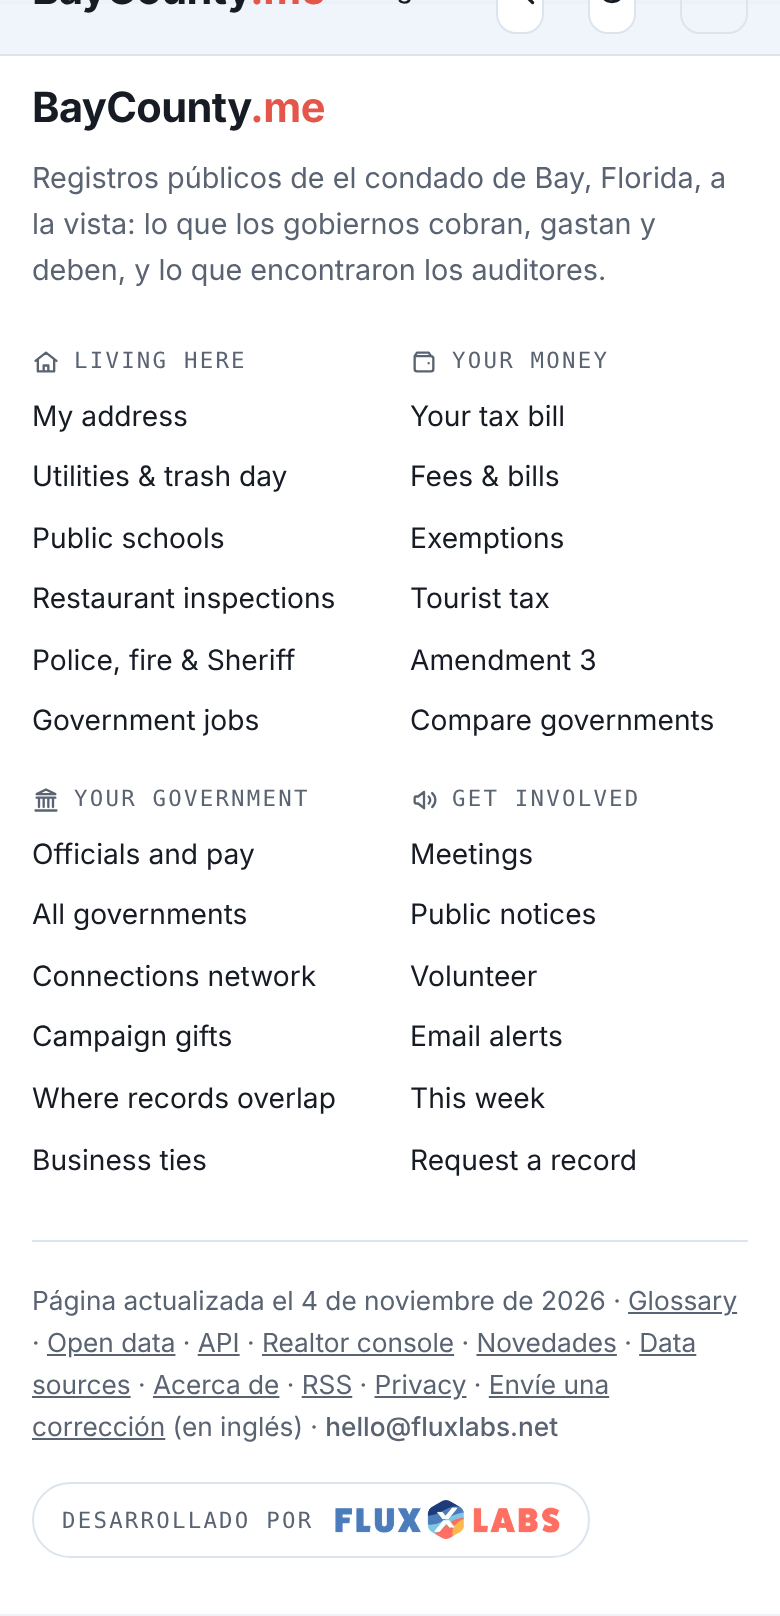 BayCounty.me
BayCounty.me
Registros públicos de el condado de Bay, Florida, a
la vista: lo que los gobiernos cobran, gastan y
deben, y lo que encontraron los auditores.
LIVING HERE
My address
Utilities & trash day
Public schools
Restaurant inspections
Police, fire & Sheriff
Government jobs
YOUR MONEY
Your tax bill
Fees & bills
Exemptions
Tourist tax
Amendment 3
Compare governments
YOUR GOVERNMENT
Officials and pay
All governments
Connections network
Campaign gifts
Where records overlap
Business ties
GET INVOLVED
Meetings
Public notices
Volunteer
Email alerts
This week
Request a record
Página actualizada el 4 de noviembre de 2026 · Glossary
· Open data · API · Realtor console · Novedades · Data
sources · Acerca de · RSS · Privacy · Envíe una
corrección (en inglés) · hello@fluxlabs.net
DESARROLLADO POR FLUX LABS